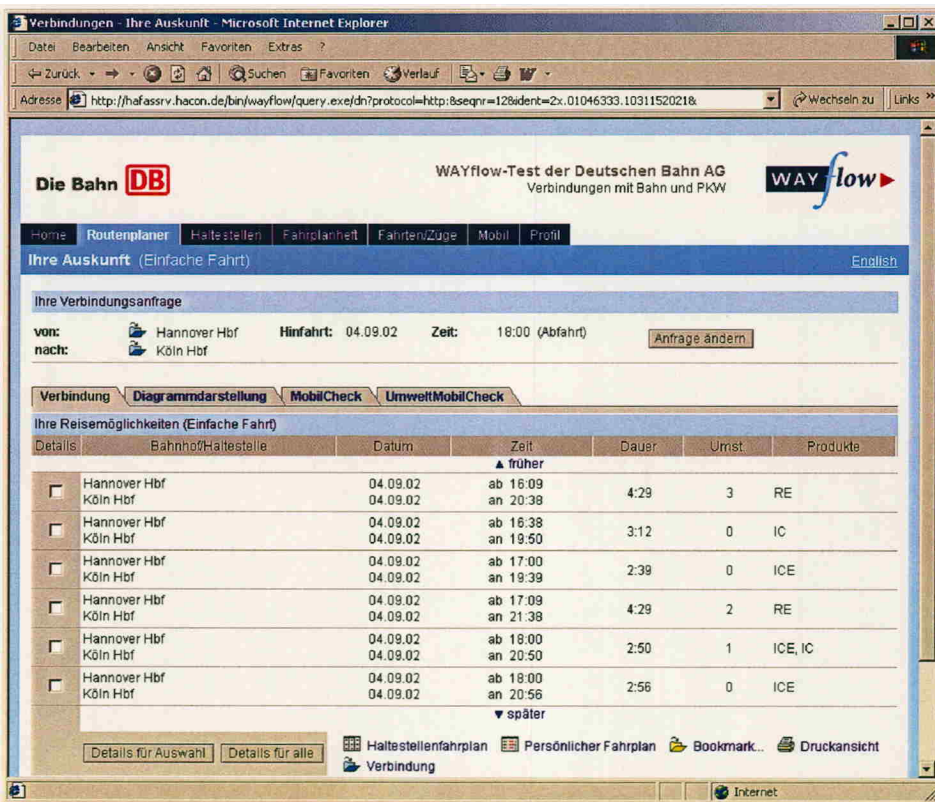 Verbindungen - Ihre Auskunft - Microsoft Internet Explorer
Datei Bearbeiten Ansicht Favoriten Extras ?
Zurück Suchen Favoriten Verlauf
Adresse http://hafassrv.hacon.de/bin/wayflow/query.exe/dn?protocol=http:&seqnr=12&ident=2x.01046333.1031152021& Wechseln zu Links »
Die Bahn DB
WAYflow-Test der Deutschen Bahn AG
Verbindungen mit Bahn und PKW
WAYflow
Home Routenplaner Haltestellen Fahrplanheft Fahrten/Züge Mobil Profil
Ihre Auskunft (Einfache Fahrt) English
Ihre Verbindungsanfrage
von: Hannover Hbf Hinfahrt: 04.09.02 Zeit: 18:00 (Abfahrt) Anfrage ändern
nach: Köln Hbf
Verbindung Diagrammdarstellung MobilCheck UmweltMobilCheck
Ihre Reisemöglichkeiten (Einfache Fahrt)
Details Bahnhof/Haltestelle Datum Zeit Dauer Umst. Produkte
▲ früher
Hannover Hbf 04.09.02 ab 16:09
Köln Hbf 04.09.02 an 20:38 4:29 3 RE
Hannover Hbf 04.09.02 ab 16:38
Köln Hbf 04.09.02 an 19:50 3:12 0 IC
Hannover Hbf 04.09.02 ab 17:00
Köln Hbf 04.09.02 an 19:39 2:39 0 ICE
Hannover Hbf 04.09.02 ab 17:09
Köln Hbf 04.09.02 an 21:38 4:29 2 RE
Hannover Hbf 04.09.02 ab 18:00
Köln Hbf 04.09.02 an 20:50 2:50 1 ICE, IC
Hannover Hbf 04.09.02 ab 18:00
Köln Hbf 04.09.02 an 20:56 2:56 0 ICE
▼ später
Details für Auswahl Details für alle Haltestellenfahrplan Persönlicher Fahrplan Bookmark... Druckansicht
Verbindung
Internet